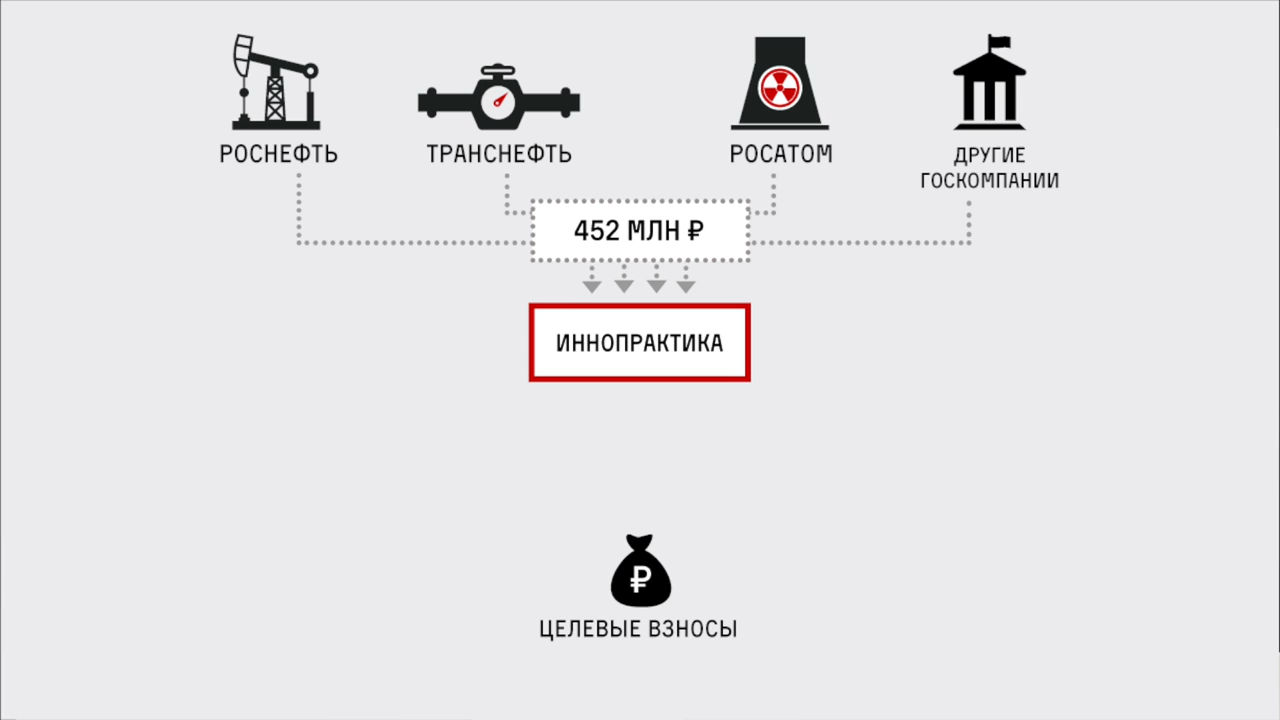 РОСНЕФТЬ
ТРАНСНЕФТЬ
РОСАТОМ
ДРУГИЕ
ГОСКОМПАНИИ
452 МЛН ₽
ИННОПРАКТИКА
₽
ЦЕЛЕВЫЕ ВЗНОСЫ